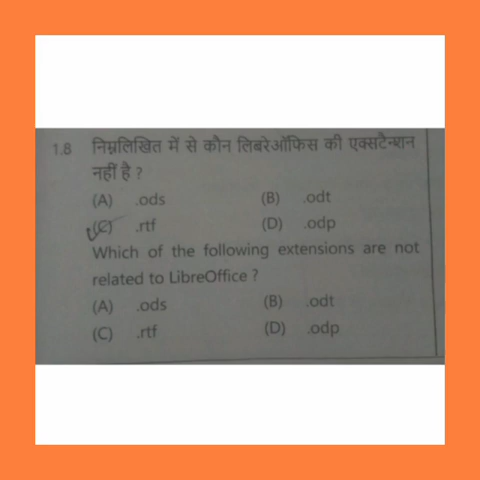 1.8 निम्नलिखित में से कौन लिबरेऑफिस की एक्सटैन्शन
नहीं है ?
(A) .ods (B) .odt
(C) .rtf (D) .odp
Which of the following extensions are not
related to LibreOffice ?
(A) .ods (B) .odt
(C) .rtf (D) .odp